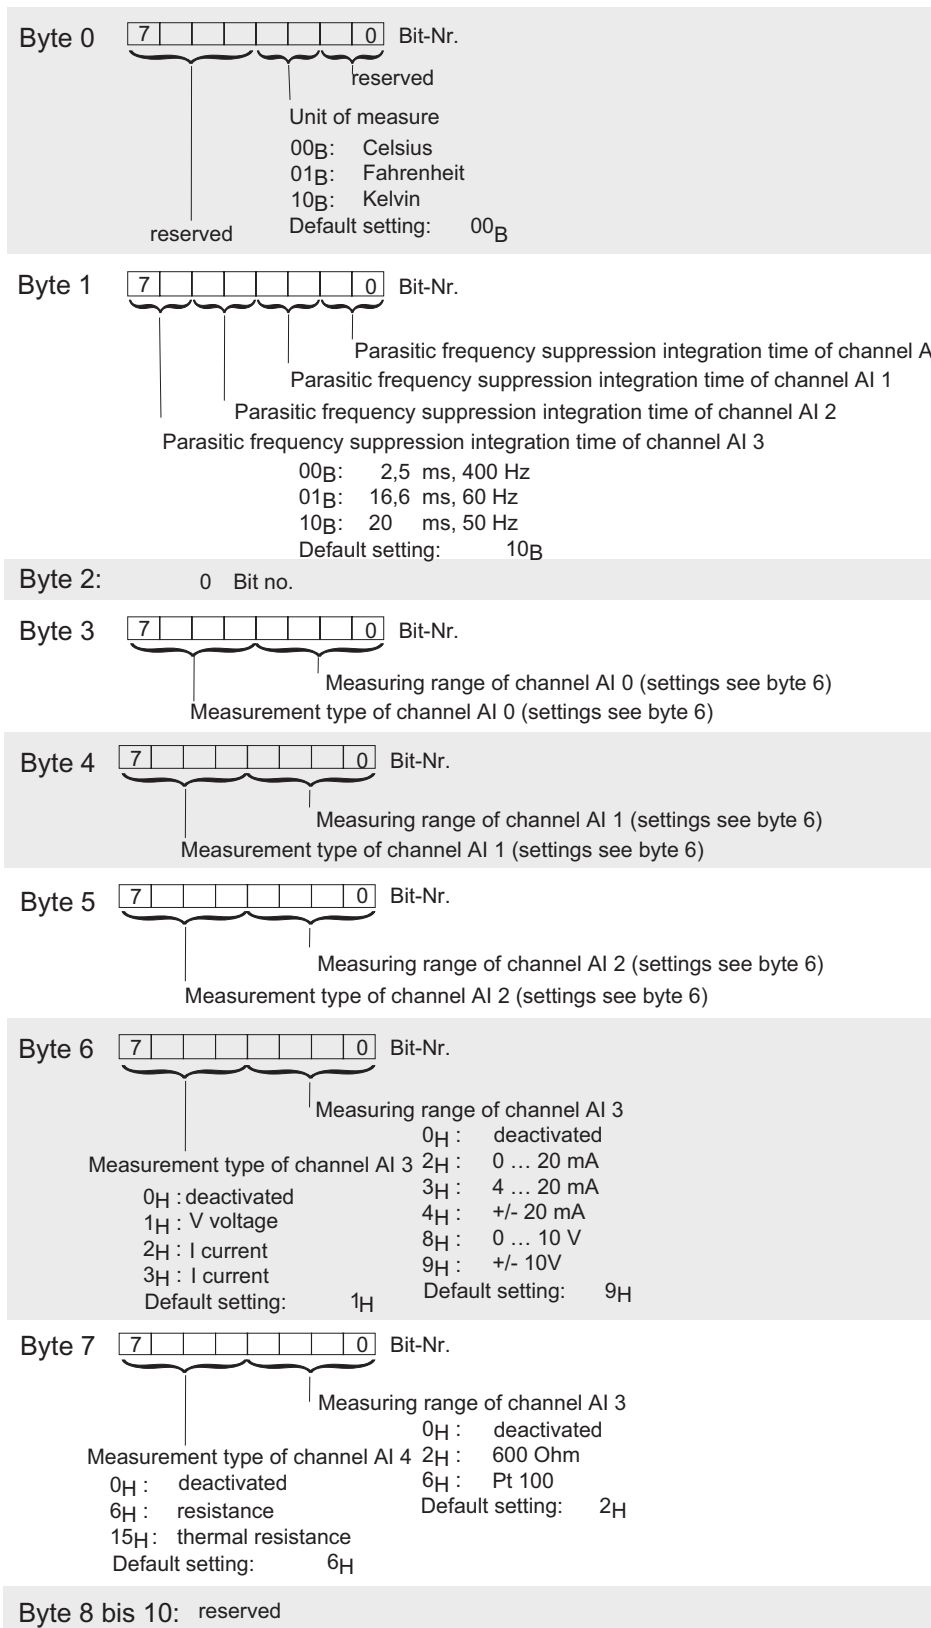 Byte 0 7 0 Bit-Nr.
reserved
Unit of measure
00B: Celsius
01B: Fahrenheit
10B: Kelvin
Default setting: 00B
reserved
Byte 1 7 0 Bit-Nr.
Parasitic frequency suppression integration time of channel A
Parasitic frequency suppression integration time of channel AI 1
Parasitic frequency suppression integration time of channel AI 2
Parasitic frequency suppression integration time of channel AI 3
00B: 2,5 ms, 400 Hz
01B: 16,6 ms, 60 Hz
10B: 20 ms, 50 Hz
Default setting: 10B
Byte 2: 0 Bit no.
Byte 3 7 0 Bit-Nr.
Measuring range of channel AI 0 (settings see byte 6)
Measurement type of channel AI 0 (settings see byte 6)
Byte 4 7 0 Bit-Nr.
Measuring range of channel AI 1 (settings see byte 6)
Measurement type of channel AI 1 (settings see byte 6)
Byte 5 7 0 Bit-Nr.
Measuring range of channel AI 2 (settings see byte 6)
Measurement type of channel AI 2 (settings see byte 6)
Byte 6 7 0 Bit-Nr.
Measuring range of channel AI 3
0H : deactivated
2H : 0 … 20 mA
3H : 4 … 20 mA
4H : +/- 20 mA
8H : 0 … 10 V
9H : +/- 10V
Default setting: 9H
Measurement type of channel AI 3
0H : deactivated
1H : V voltage
2H : I current
3H : I current
Default setting: 1H
Byte 7 7 0 Bit-Nr.
Measuring range of channel AI 3
0H : deactivated
2H : 600 Ohm
6H : Pt 100
Default setting: 2H
Measurement type of channel AI 4
0H : deactivated
6H : resistance
15H : thermal resistance
Default setting: 6H
Byte 8 bis 10: reserved